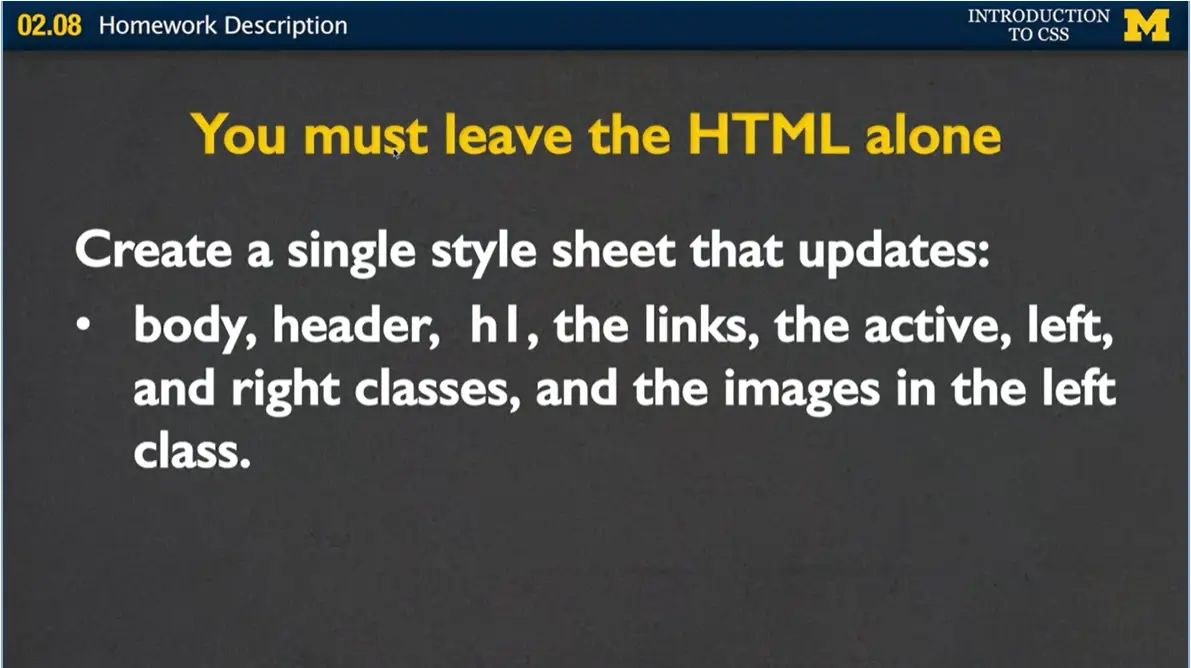 02.08 Homework Description
INTRODUCTION
TO CSS
M
You must leave the HTML alone
Create a single style sheet that updates:
• body, header, h1, the links, the active, left,
and right classes, and the images in the left
class.